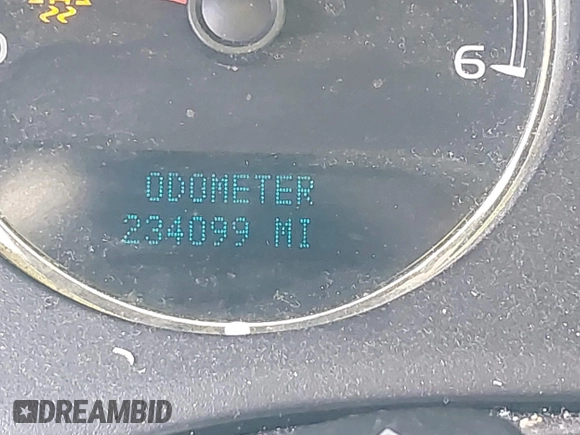 6
ODOMETER
234099 MI
DREAMBID